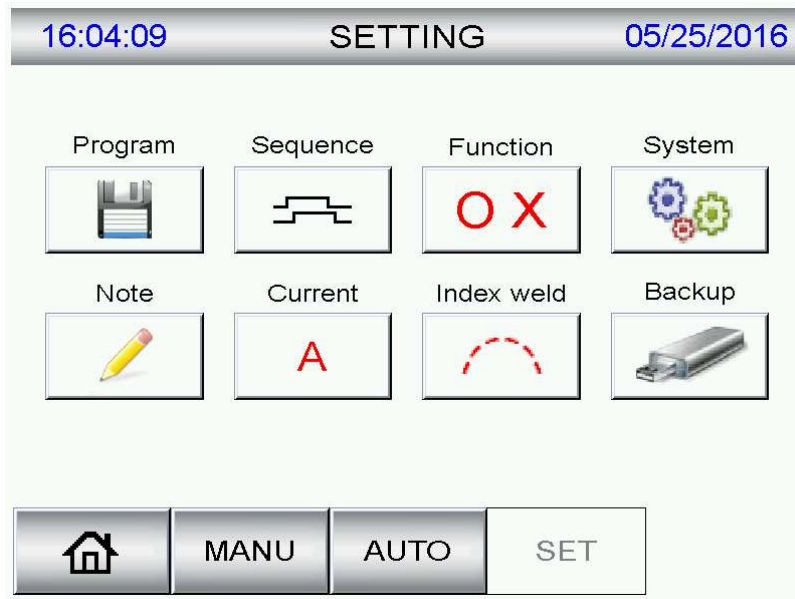 16:04:09 SETTING 05/25/2016
Program Sequence Function System
O X
Note Current Index weld Backup
A
MANU AUTO SET